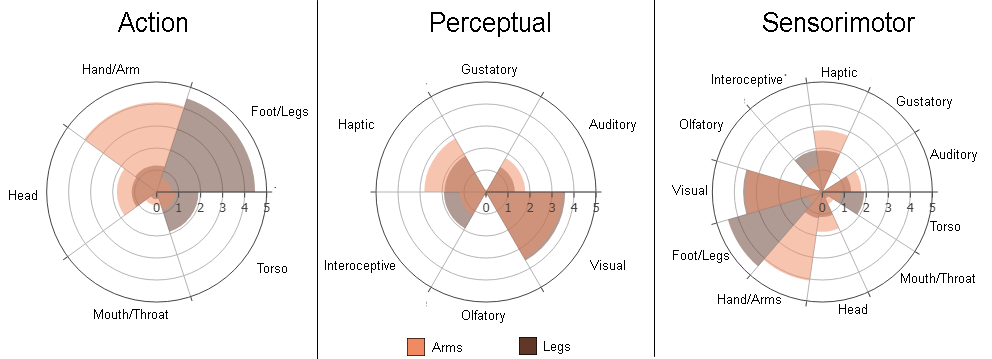 Action
Perceptual
Sensorimotor
Hand/Arm
Foot/Legs
Head
Torso
Mouth/Throat
0 1 2 3 4 5
Gustatory
Haptic
Auditory
Interoceptive
Visual
Olfatory
0 1 2 3 4 5
Interoceptive
Haptic
Gustatory
Olfatory
Auditory
Visual
Torso
Foot/Legs
Mouth/Throat
Hand/Arms
Head
0 1 2 3 4 5
Arms
Legs